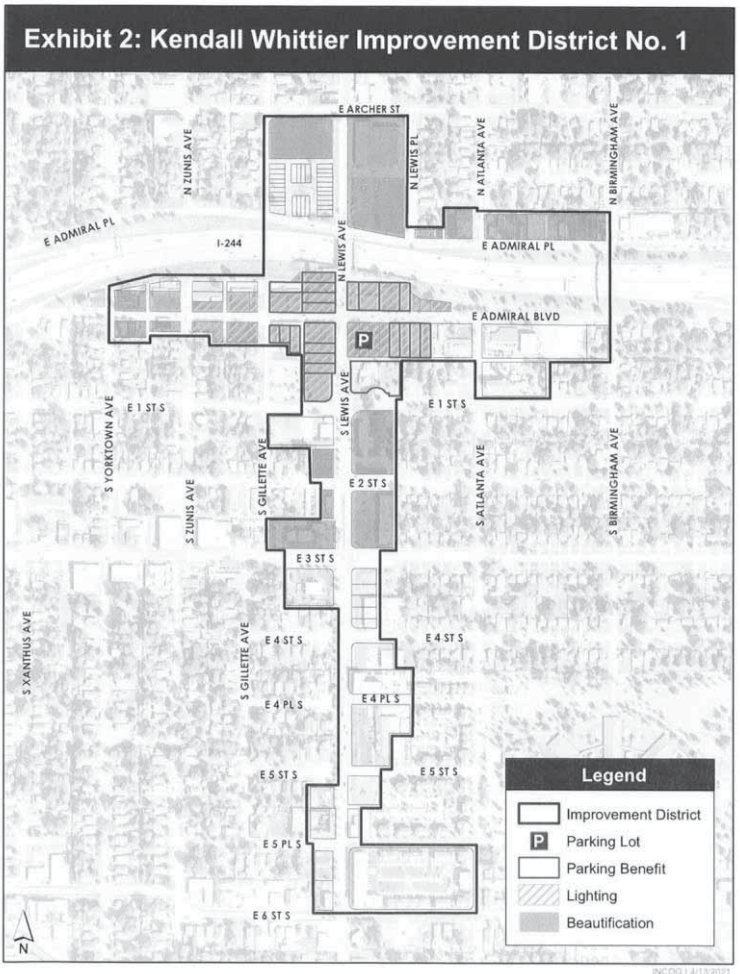 Exhibit 2: Kendall Whittier Improvement District No. 1
E ARCHER ST
N ZUNIS AVE
N LEWIS PL
N ATLANTA AVE
N BIRMINGHAM AVE
E ADMIRAL PL
I-244
N LEWIS AVE
E ADMIRAL PL
E ADMIRAL BLVD
P
S LEWIS AVE
E 1 ST S
E 1 ST S
S YORKTOWN AVE
S ZUNIS AVE
S GILLETTE AVE
E 2 ST S
S ATLANTA AVE
S BIRMINGHAM AVE
E 3 ST S
S XANTHUS AVE
S GILLETTE AVE
E 4 ST S
E 4 ST S
E 4 PL S
E 4 PL S
E 5 ST S
E 5 ST S
E 5 PL S
E 6 ST S
N
Legend
Improvement District
P Parking Lot
Parking Benefit
Lighting
Beautification
INCOG | 4/13/2021